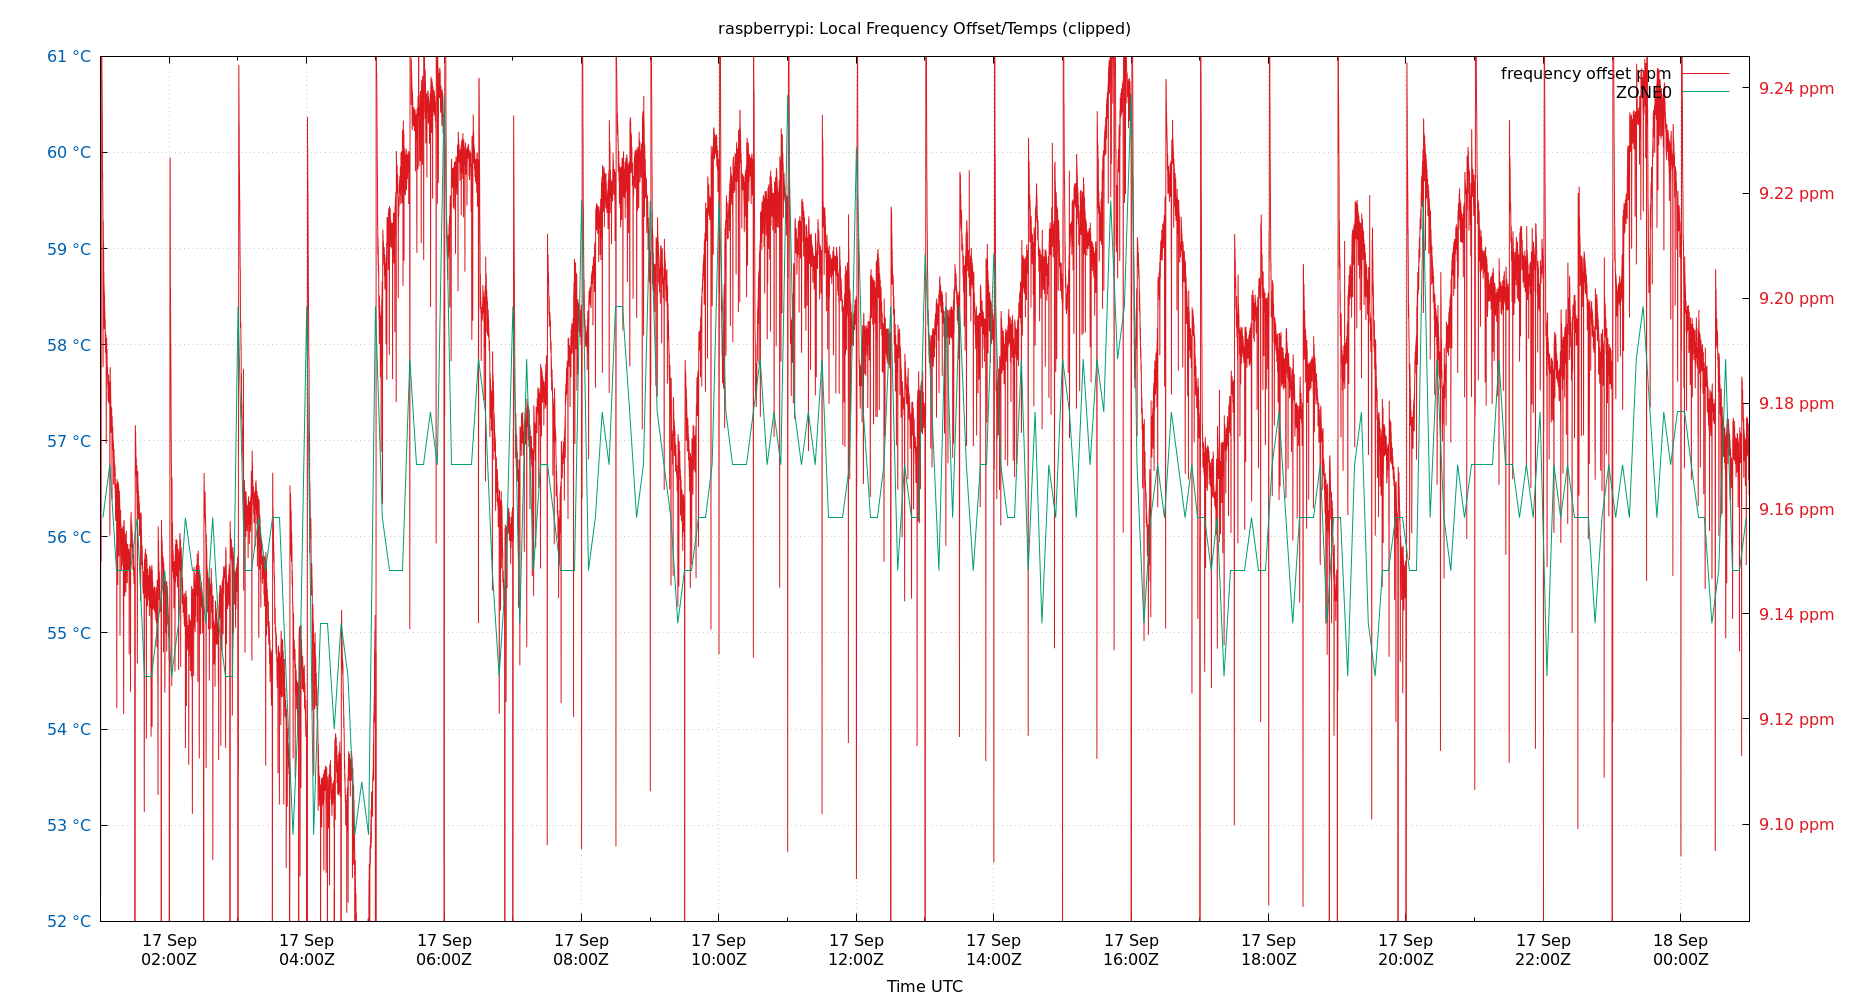 raspberrypi: Local Frequency Offset/Temps (clipped)
frequency offset ppm
ZONE0
61 °C
60 °C
59 °C
58 °C
57 °C
56 °C
55 °C
54 °C
53 °C
52 °C
9.24 ppm
9.22 ppm
9.20 ppm
9.18 ppm
9.16 ppm
9.14 ppm
9.12 ppm
9.10 ppm
17 Sep 17 Sep 17 Sep 17 Sep 17 Sep 17 Sep 17 Sep 17 Sep 17 Sep 17 Sep 17 Sep 18 Sep
02:00Z 04:00Z 06:00Z 08:00Z 10:00Z 12:00Z 14:00Z 16:00Z 18:00Z 20:00Z 22:00Z 00:00Z
Time UTC